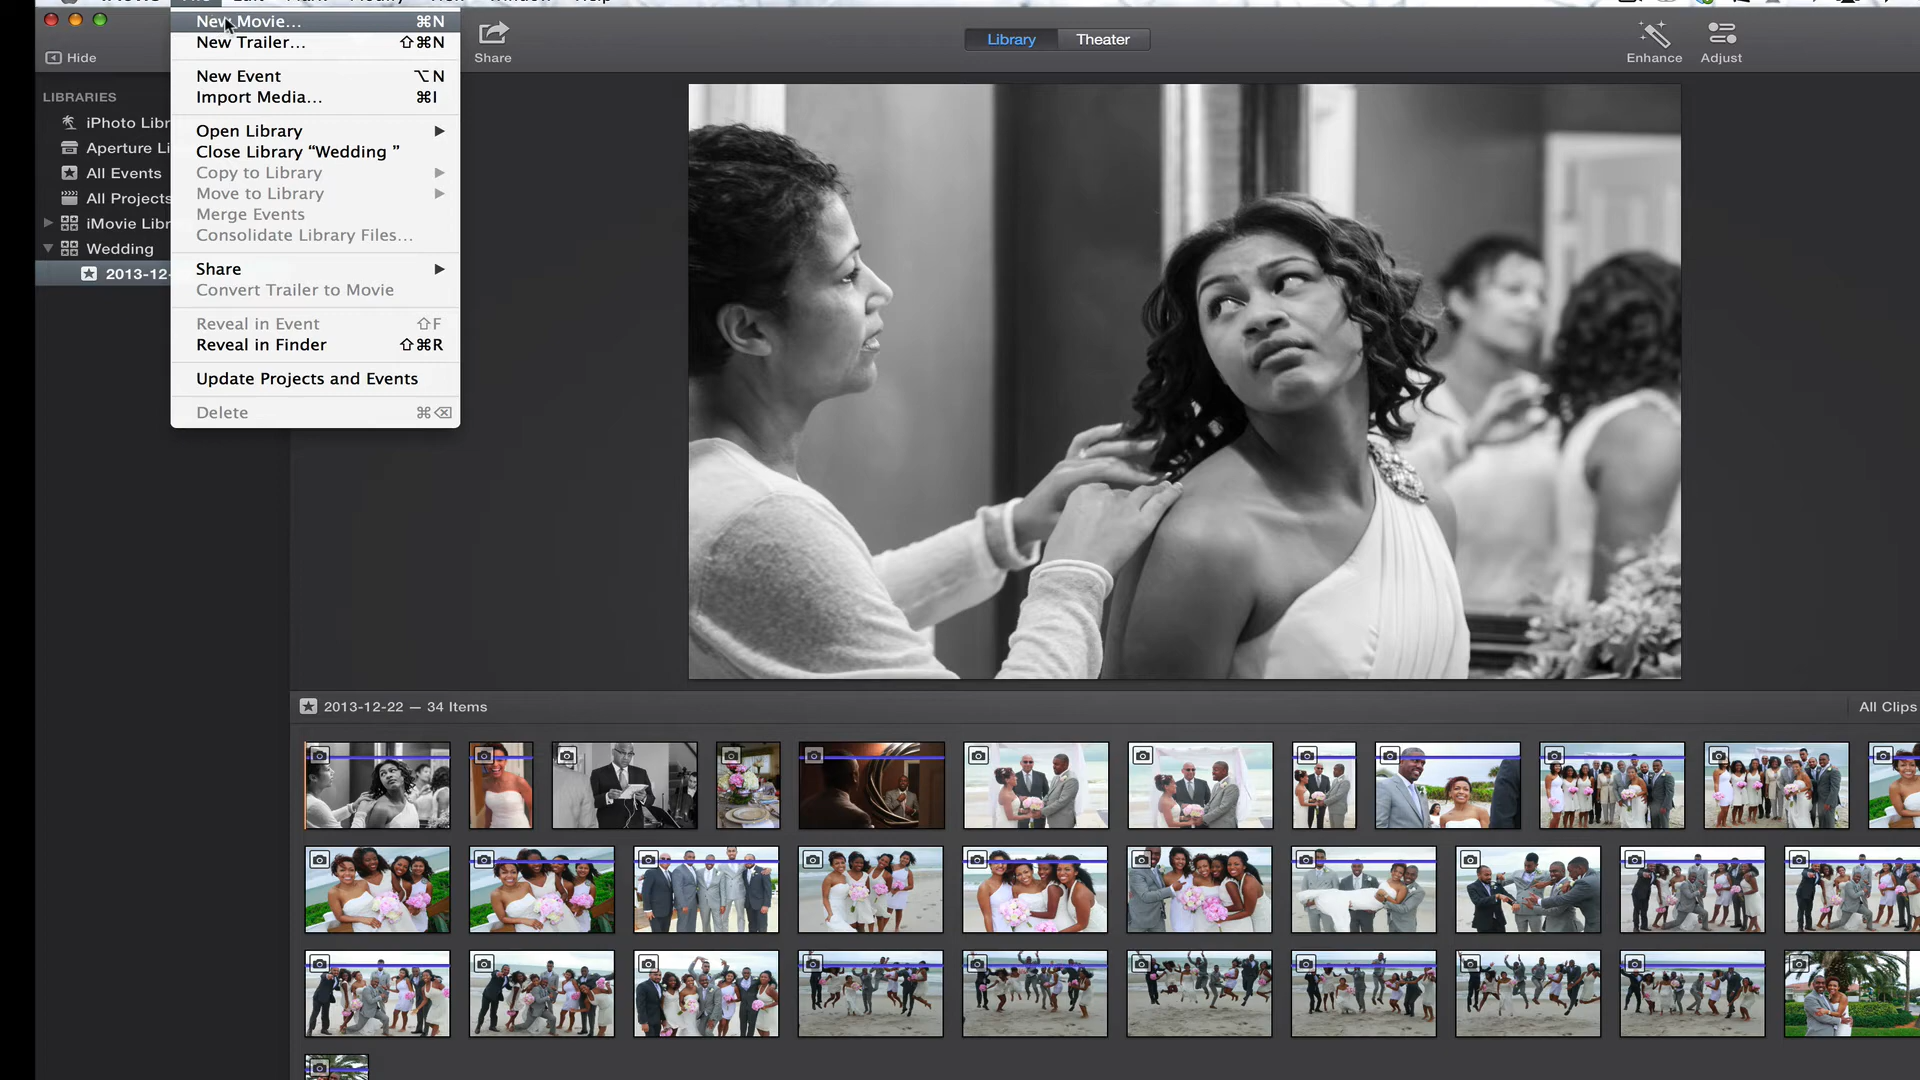 New Movie... ⌘N
New Trailer... ⇧⌘N
New Event ⌥N
Import Media... ⌘I
Open Library ▶
Close Library “Wedding ”
Copy to Library ▶
Move to Library ▶
Merge Events
Consolidate Library Files...
Share ▶
Convert Trailer to Movie
Reveal in Event ⇧F
Reveal in Finder ⇧⌘R
Update Projects and Events
Delete ⌘⌫
Hide
Share
Library
Theater
Enhance
Adjust
LIBRARIES
iPhoto Libr
Aperture Li
All Events
All Projects
iMovie Libr
Wedding
2013-12-
2013-12-22 — 34 Items
All Clips